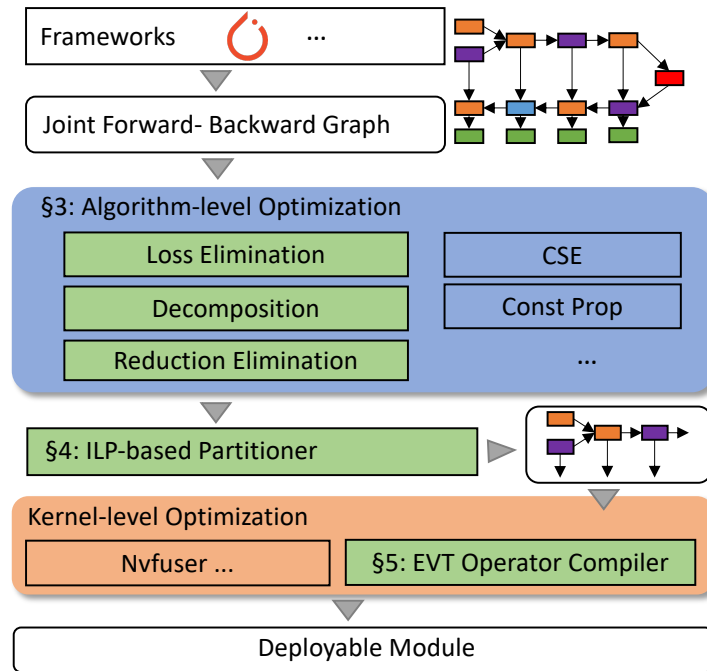 Frameworks ...
Joint Forward- Backward Graph
§3: Algorithm-level Optimization
Loss Elimination
CSE
Decomposition
Const Prop
Reduction Elimination
...
§4: ILP-based Partitioner
Kernel-level Optimization
Nvfuser ...
§5: EVT Operator Compiler
Deployable Module